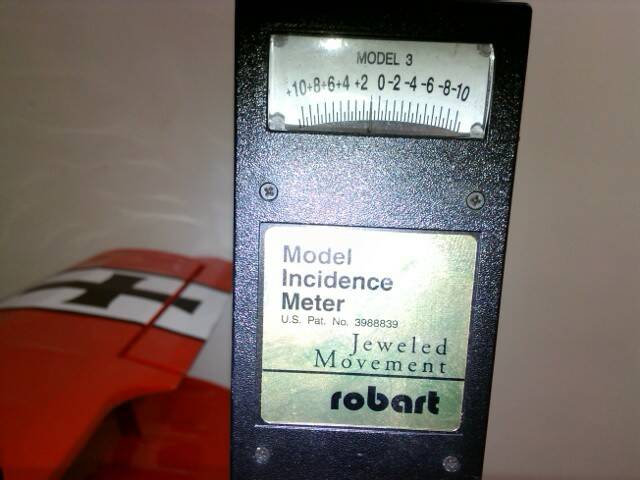 MODEL 3
+10+8+6+4 +2 0-2-4-6-8-10
Model
Incidence
Meter
U.S. Pat. No. 3988839
Jeweled
Movement
robart